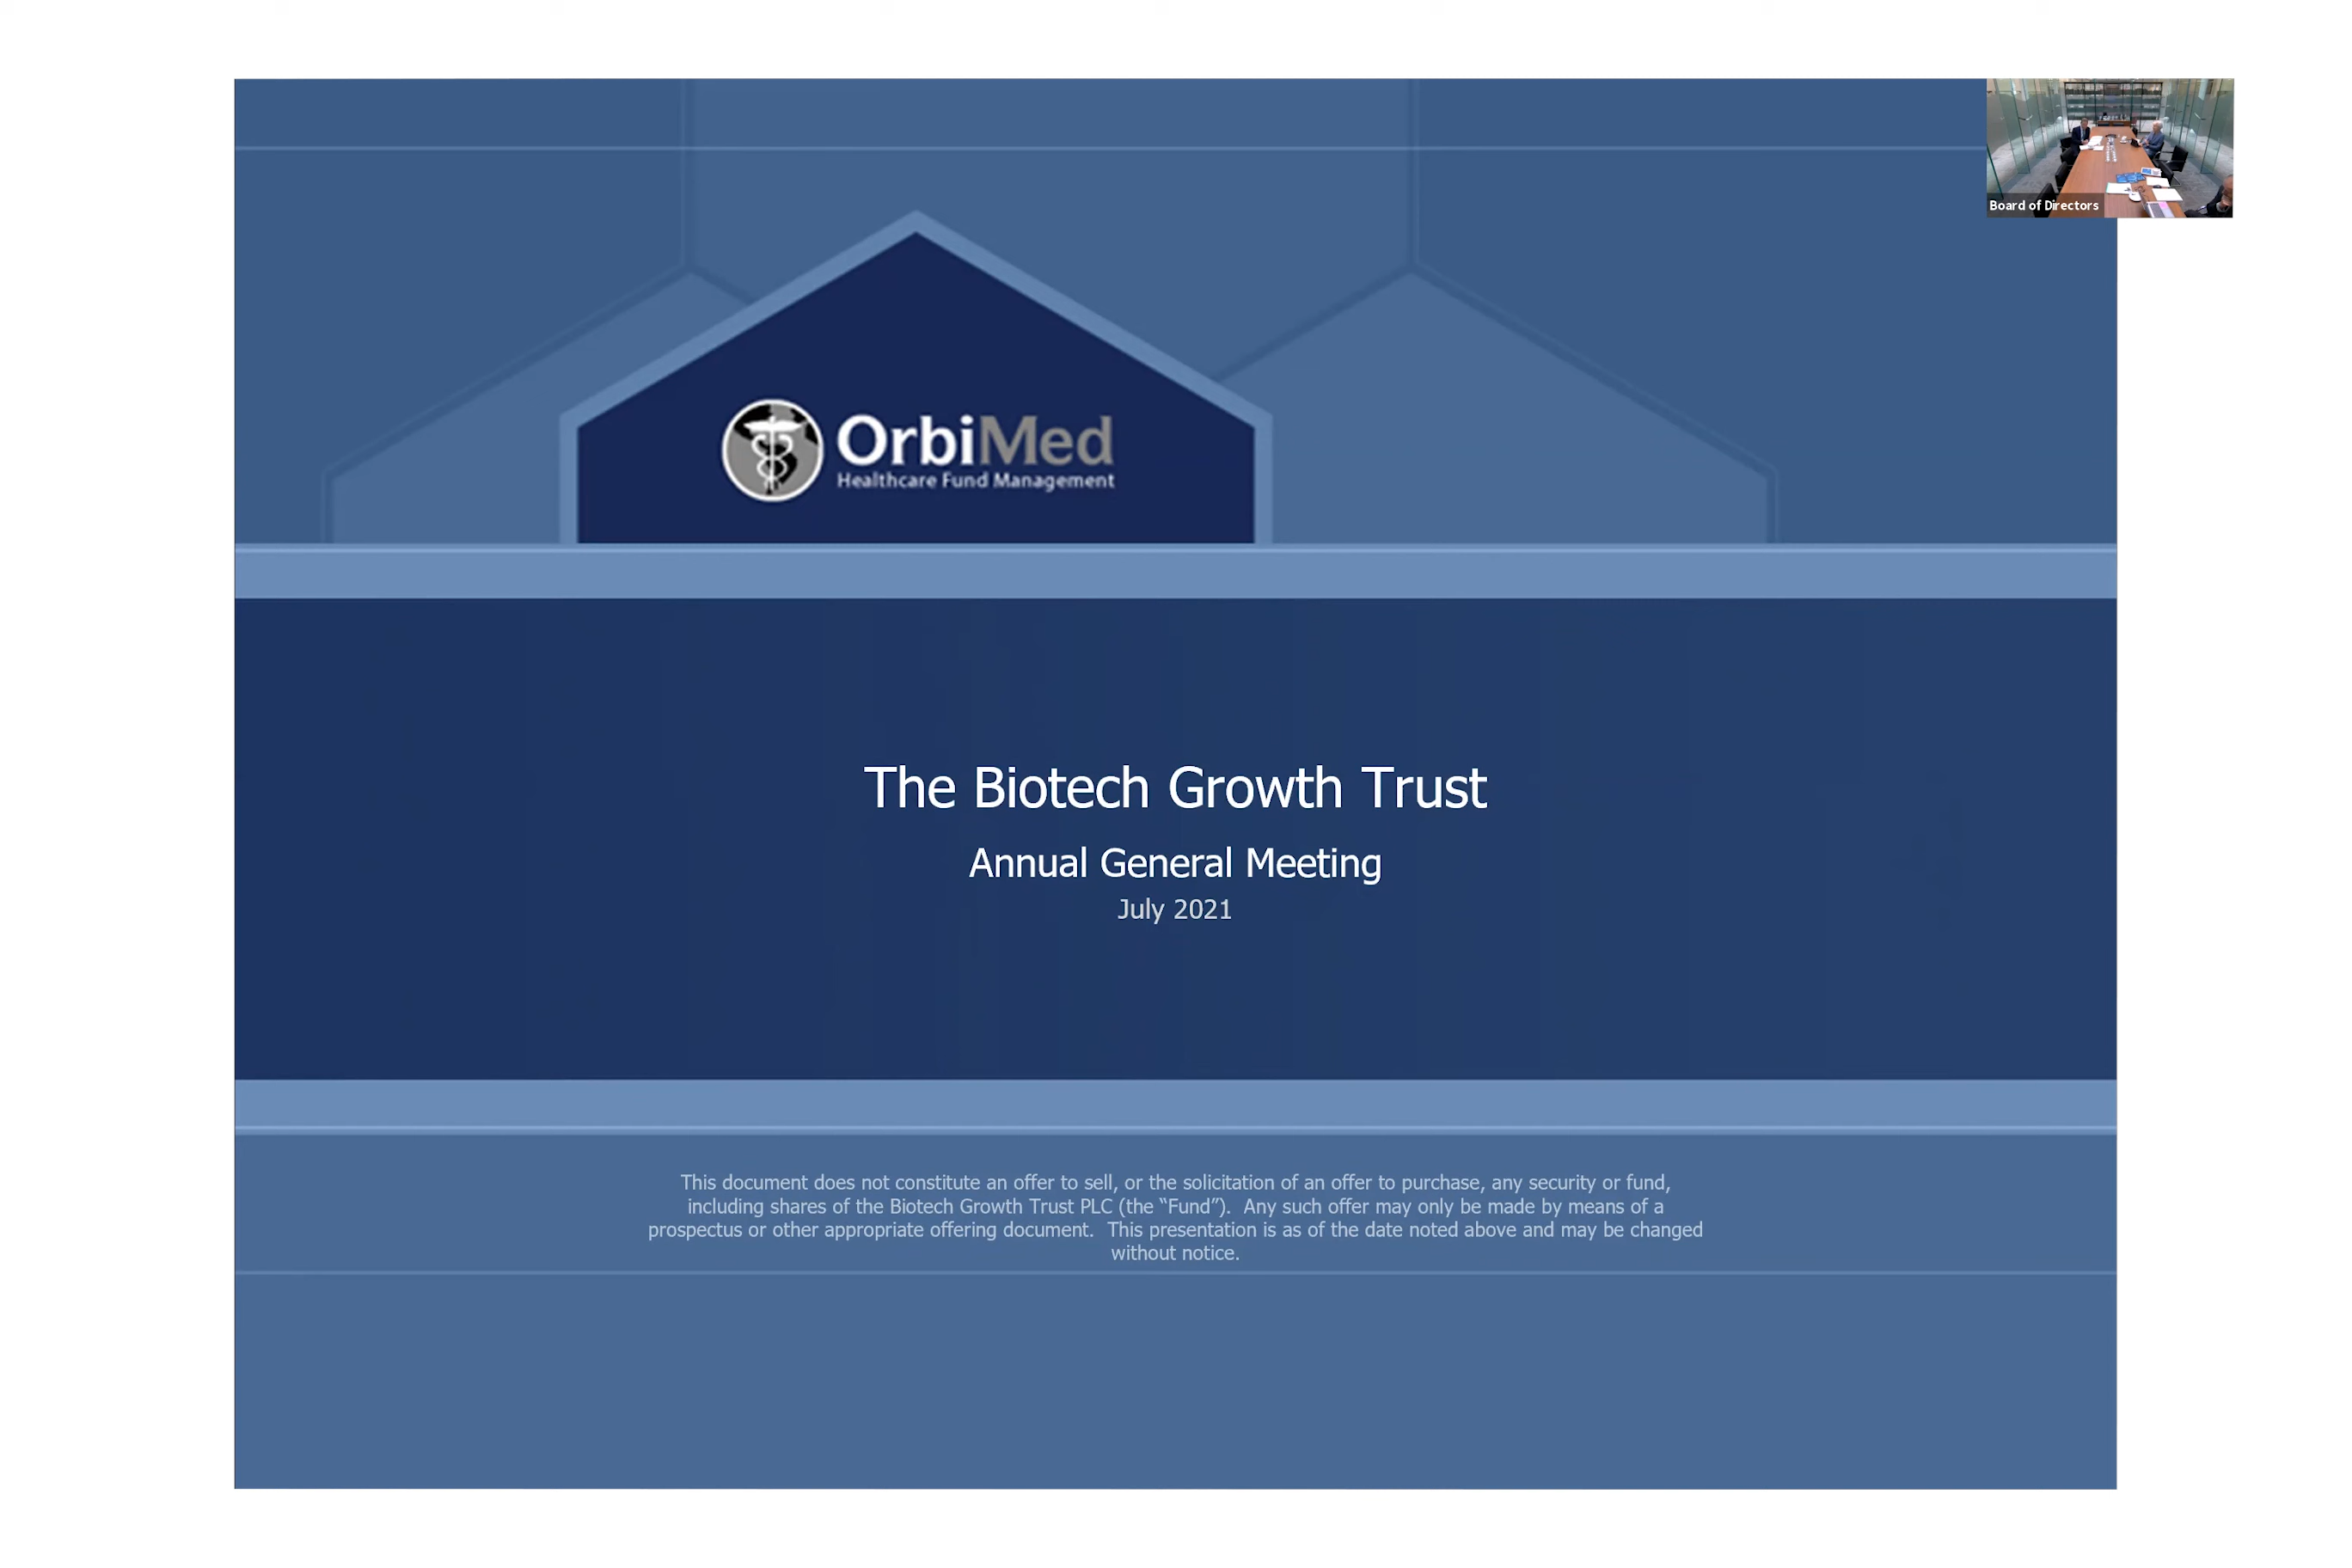 Board of Directors
OrbiMed
Healthcare Fund Management
The Biotech Growth Trust
Annual General Meeting
July 2021
This document does not constitute an offer to sell, or the solicitation of an offer to purchase, any security or fund,
including shares of the Biotech Growth Trust PLC (the “Fund”).  Any such offer may only be made by means of a
prospectus or other appropriate offering document.  This presentation is as of the date noted above and may be changed
without notice.